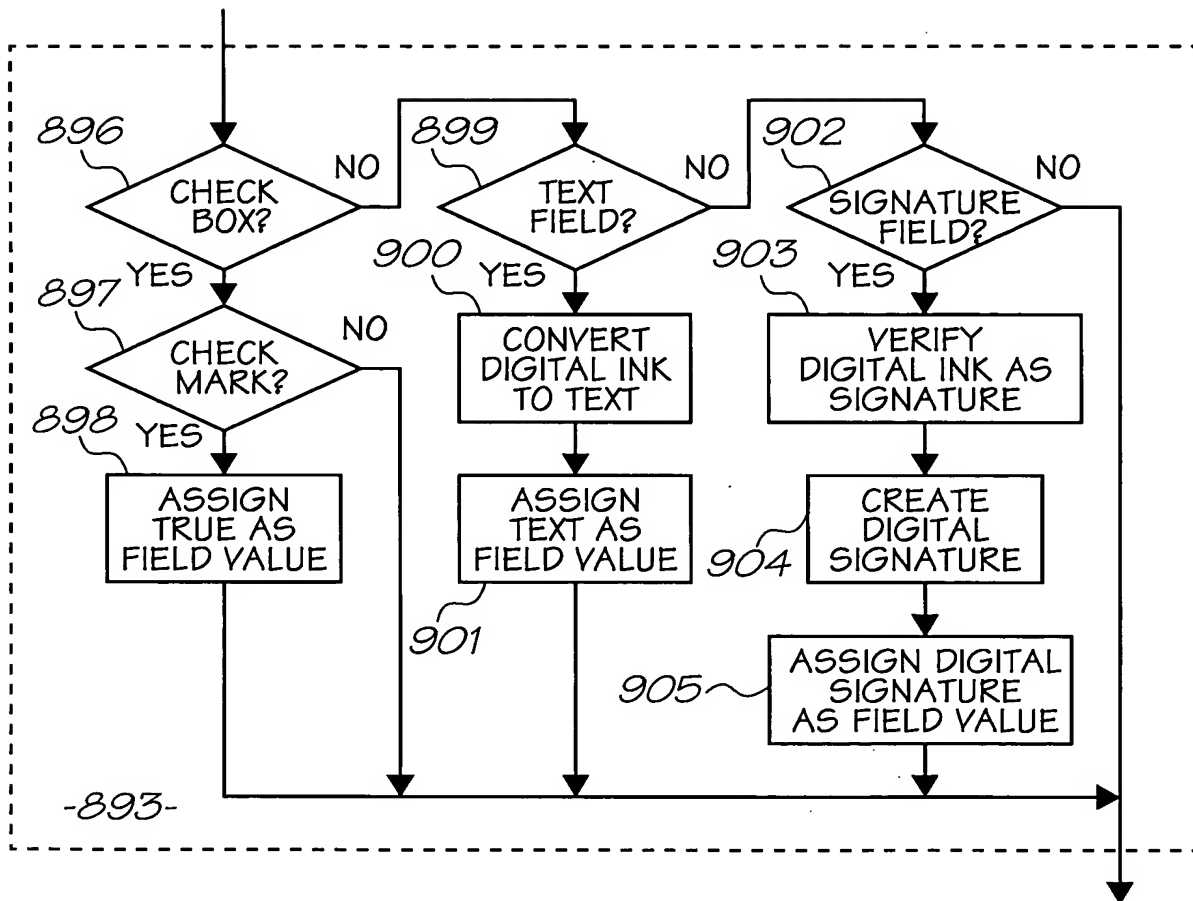 896
CHECK
BOX?
NO
YES
897
CHECK
MARK?
NO
YES
898
ASSIGN
TRUE AS
FIELD VALUE
899
TEXT
FIELD?
NO
YES
900
CONVERT
DIGITAL INK
TO TEXT
ASSIGN
TEXT AS
FIELD VALUE
901
902
SIGNATURE
FIELD?
NO
YES
903
VERIFY
DIGITAL INK AS
SIGNATURE
CREATE
DIGITAL
SIGNATURE
904
ASSIGN DIGITAL
SIGNATURE
AS FIELD VALUE
905
-893-